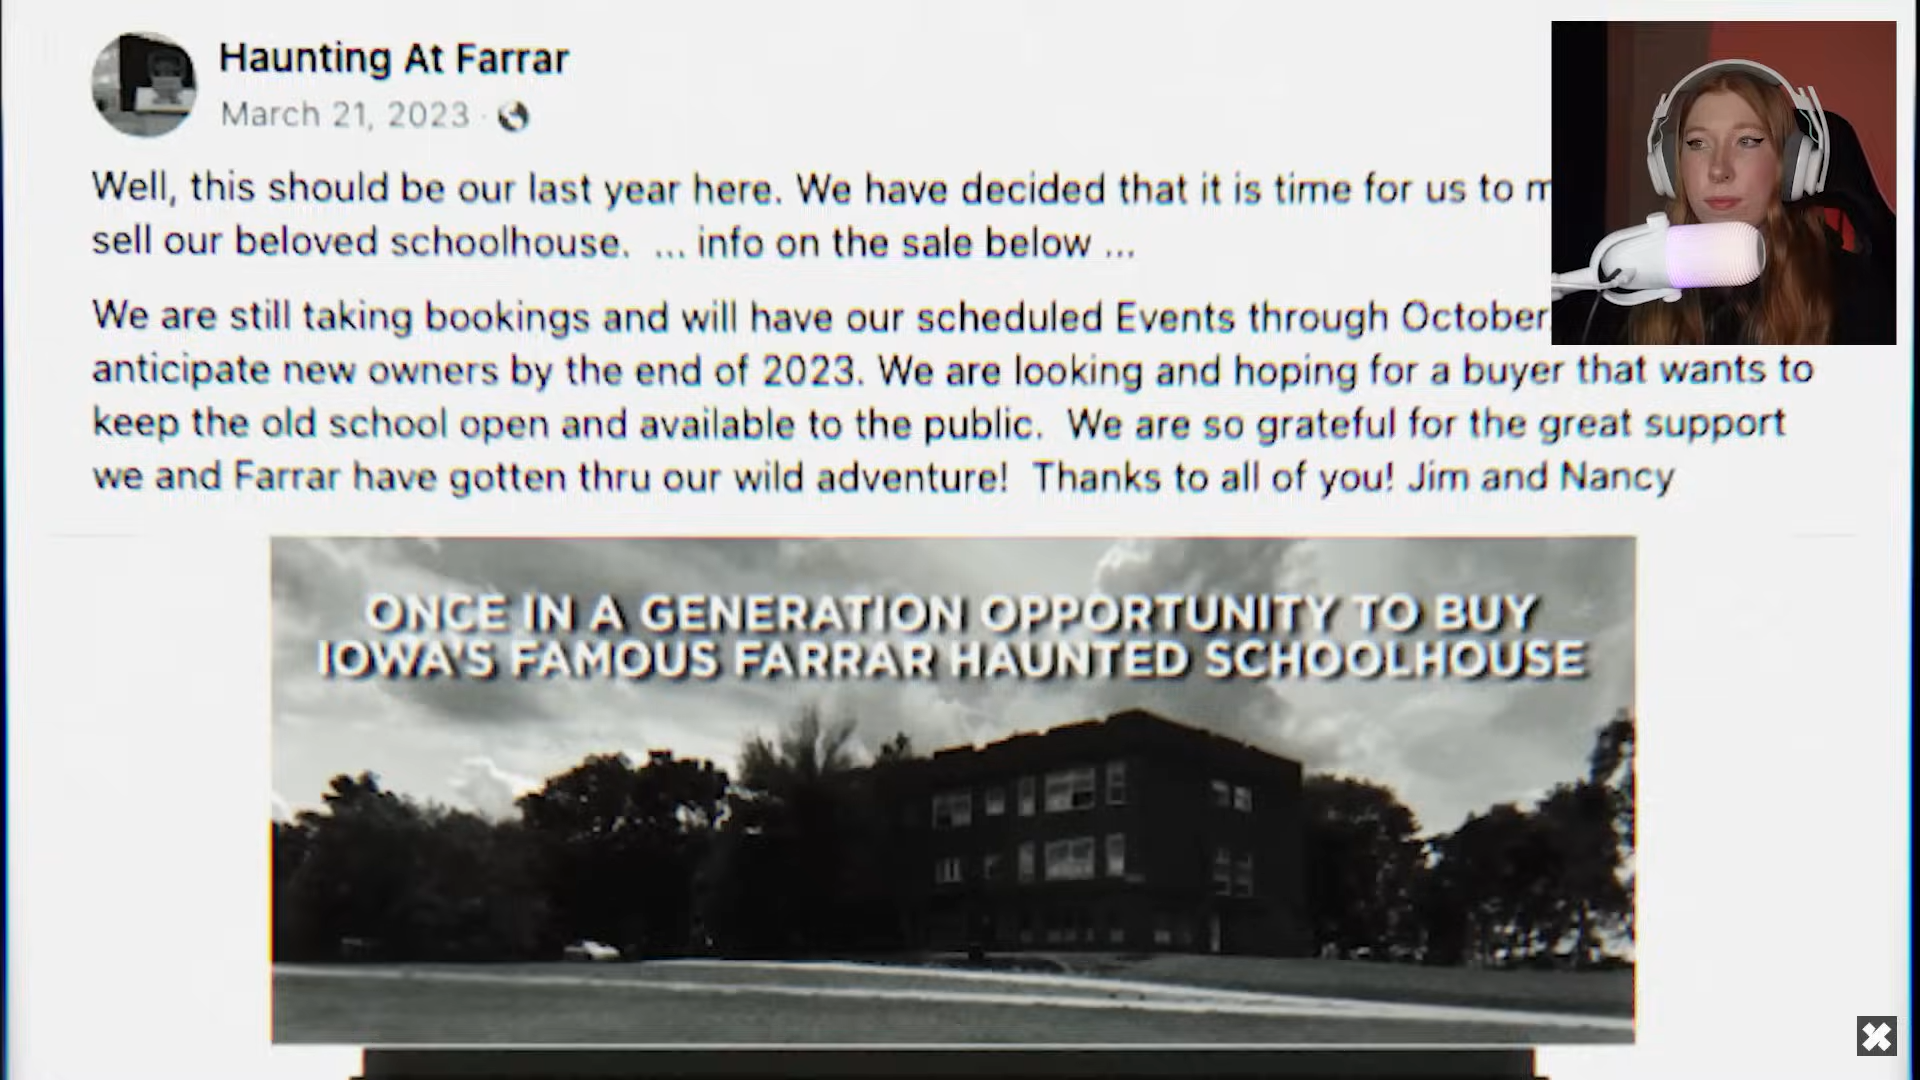 Haunting At Farrar
March 21, 2023 ·
Well, this should be our last year here. We have decided that it is time for us to
sell our beloved schoolhouse. ... info on the sale below ...
We are still taking bookings and will have our scheduled Events through October.
anticipate new owners by the end of 2023. We are looking and hoping for a buyer that wants to
keep the old school open and available to the public. We are so grateful for the great support
we and Farrar have gotten thru our wild adventure! Thanks to all of you! Jim and Nancy
ONCE IN A GENERATION OPPORTUNITY TO BUY
IOWA'S FAMOUS FARRAR HAUNTED SCHOOLHOUSE